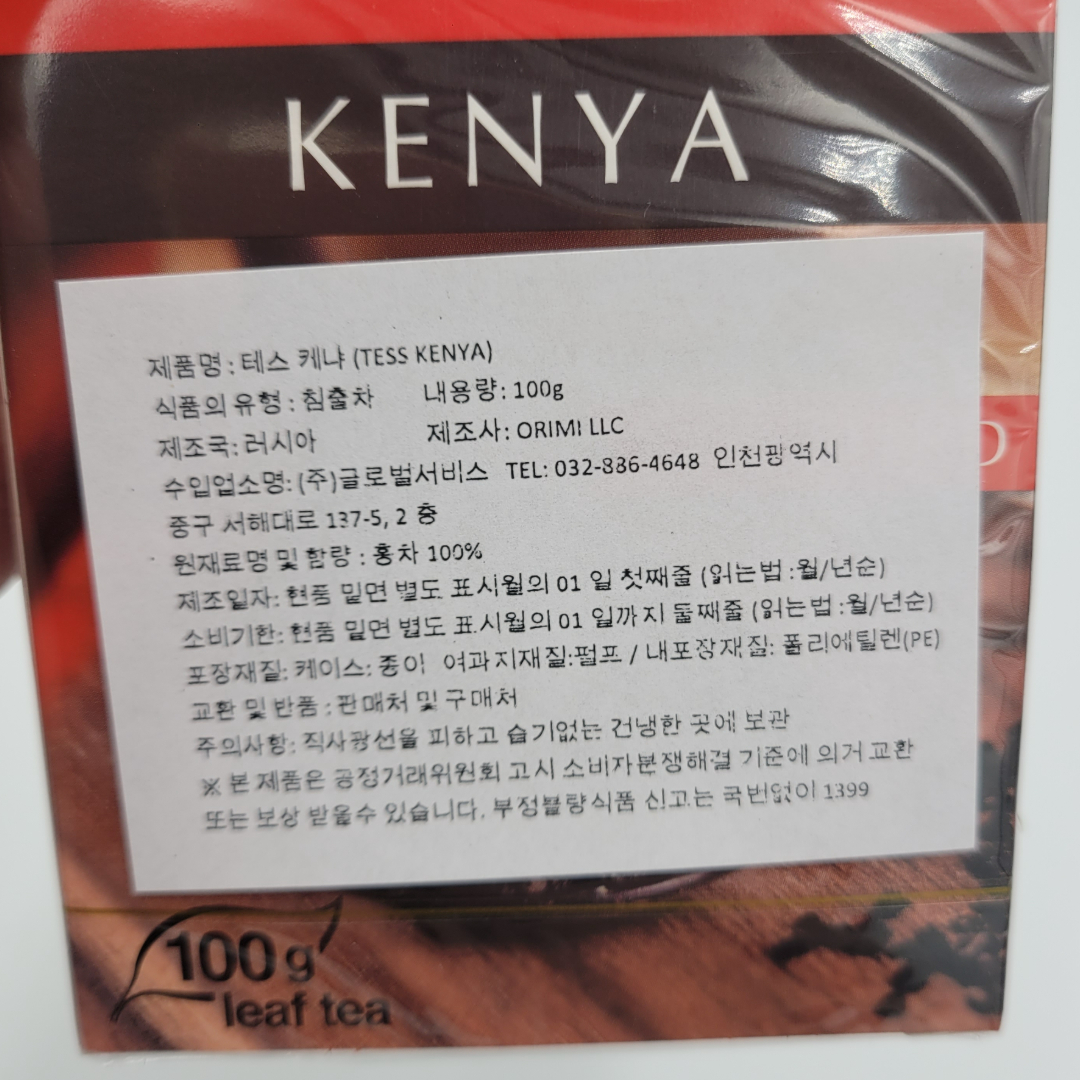 KENYA
제품명 : 테스 케냐 (TESS KENYA)
식품의 유형 : 침출차 내용량 : 100g
제조국 : 러시아 제조사 : ORIMI LLC
수입업소명: (주)글로벌서비스 TEL: 032-886-4648 인천광역시
중구 서해대로 137-5, 2 층
원재료명 및 함량 : 홍차 100%
제조일자: 현품 밑면 별도 표시월의 01 일 첫째줄 (읽는법 :월/년순)
소비기한: 현품 밑면 별도 표시월의 01 일까지 둘째줄 (읽는법 :월/년순)
포장재질: 케이스: 종이 여과지재질:펄프 / 내포장재질: 폴리에틸렌(PE)
교환 및 반품 : 판매처 및 구매처
주의사항: 직사광선을 피하고 습기없는 건냉한 곳에 보관
※ 본 제품은 공정거래위원회 고시 소비자분쟁해결 기준에 의거 교환
또는 보상 받을수 있습니다. 부정불량식품 신고는 국번없이 1399
100 g
leaf tea